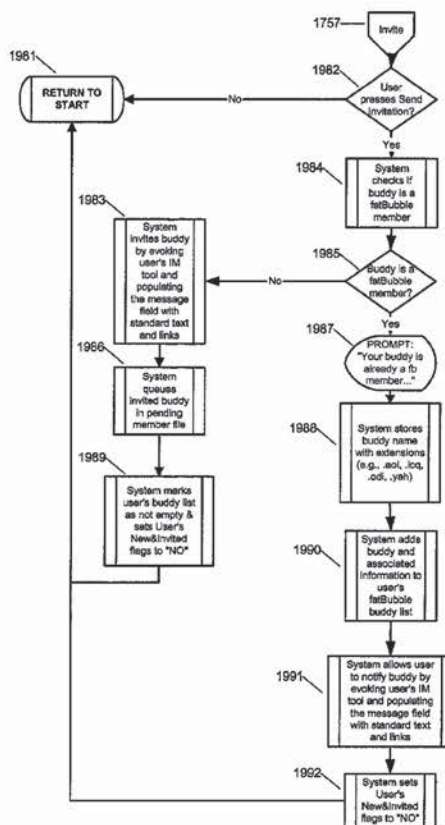 1757
Invite
1981
RETURN TO
START
1982
User
presses Send
Invitation?
No
Yes
1984
System
checks if
buddy is a
fatBubble
member
1983
System
invites buddy
by evoking
user's IM
tool and
populating
the message
field with
standard text
and links
1985
Buddy is a
fatBubble
member?
No
Yes
1986
System
queues
invited buddy
in pending
member file
1987
PROMPT:
"Your buddy is
already a fb
member..."
1988
System stores
buddy name
with extensions
(e.g., .aol, .icq,
.odi, .yah)
1989
System marks
user's buddy list
as not empty &
sets User's
New&Invited
flags to "NO"
1990
System adds
buddy and
associated
information to
user's
fatBubble
buddy list
1991
System allows user
to notify buddy by
evoking user's IM
tool and populating
the message field
with standard text
and links
1992
System sets
User's
New&Invited
flags to "NO"